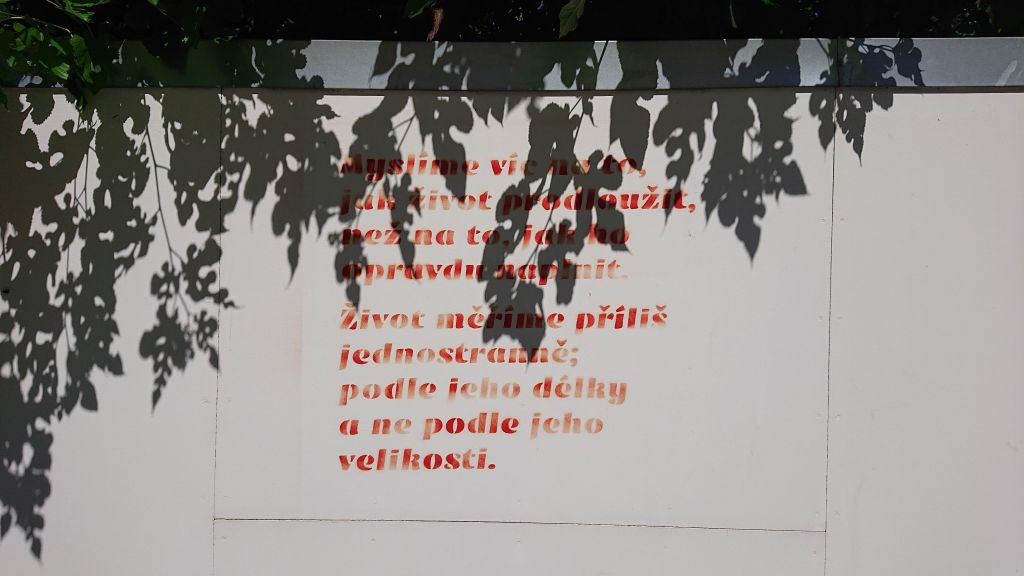 Myslíme víc na to,
jak život prodloužit,
než na to, jak ho
opravdu naplnit.
Život měříme příliš
jednostranně;
podle jeho délky
a ne podle jeho
velikosti.